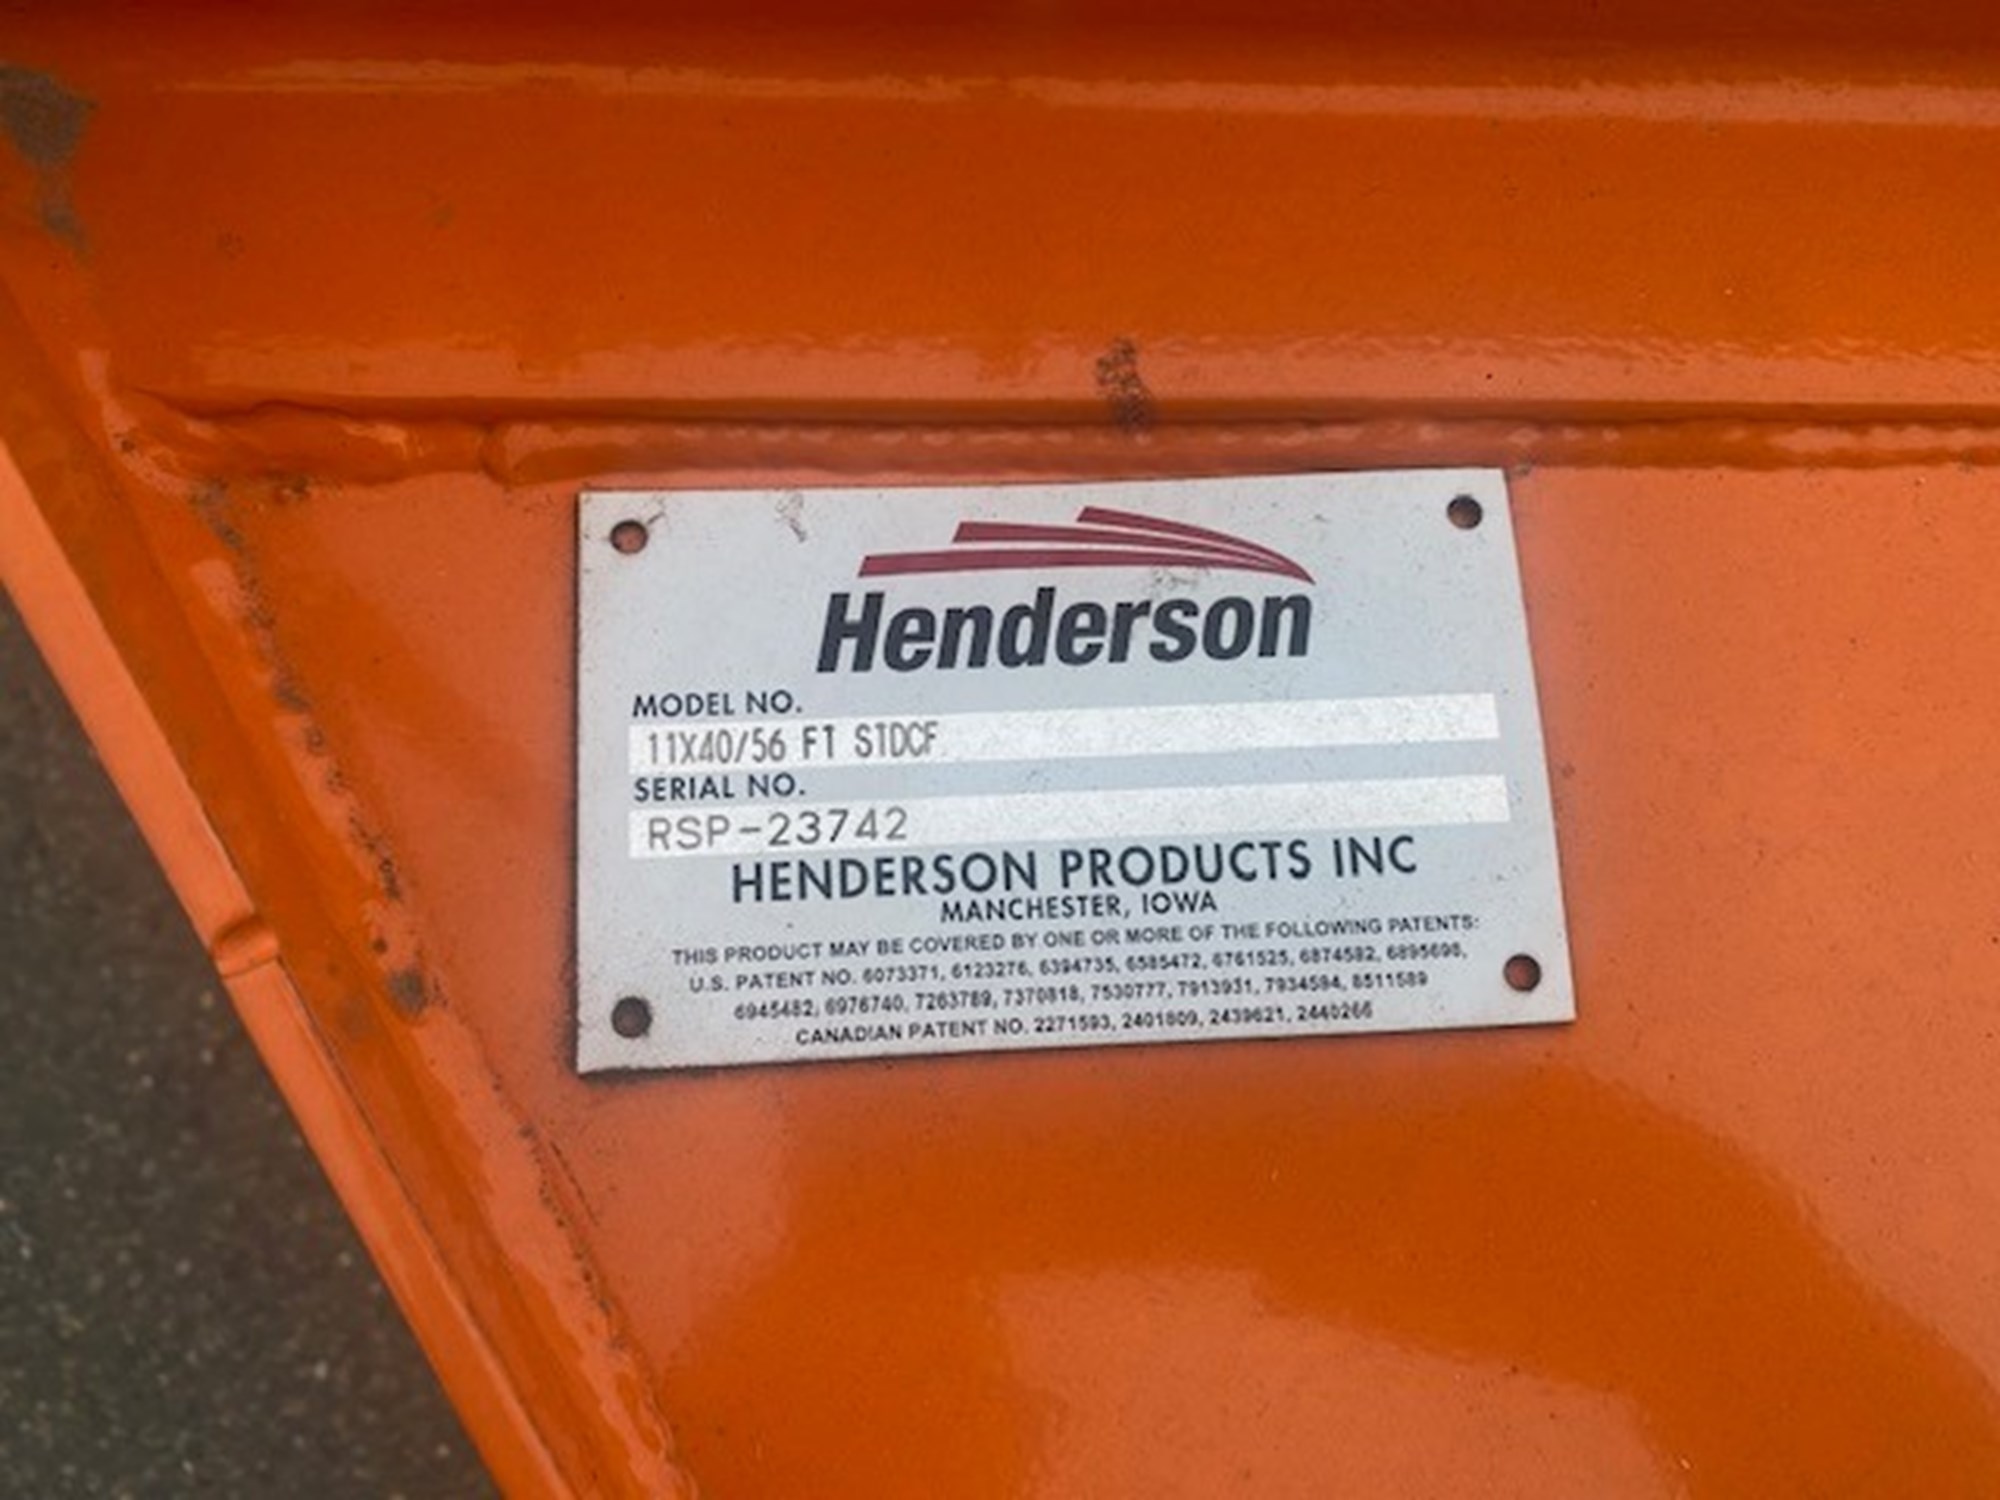 Henderson
MODEL NO.
11X40/56 FT STDCF
SERIAL NO.
RSP-23742
HENDERSON PRODUCTS INC
MANCHESTER, IOWA
THIS PRODUCT MAY BE COVERED BY ONE OR MORE OF THE FOLLOWING PATENTS:
U.S. PATENT NO. 6073371, 6123276, 6394735, 6585472, 6761525, 6874592, 6895698,
6945482, 6976740, 7263789, 7370818, 7530777, 7913931, 7934594, 8511589
CANADIAN PATENT NO. 2271593, 2401809, 2439621, 2440266